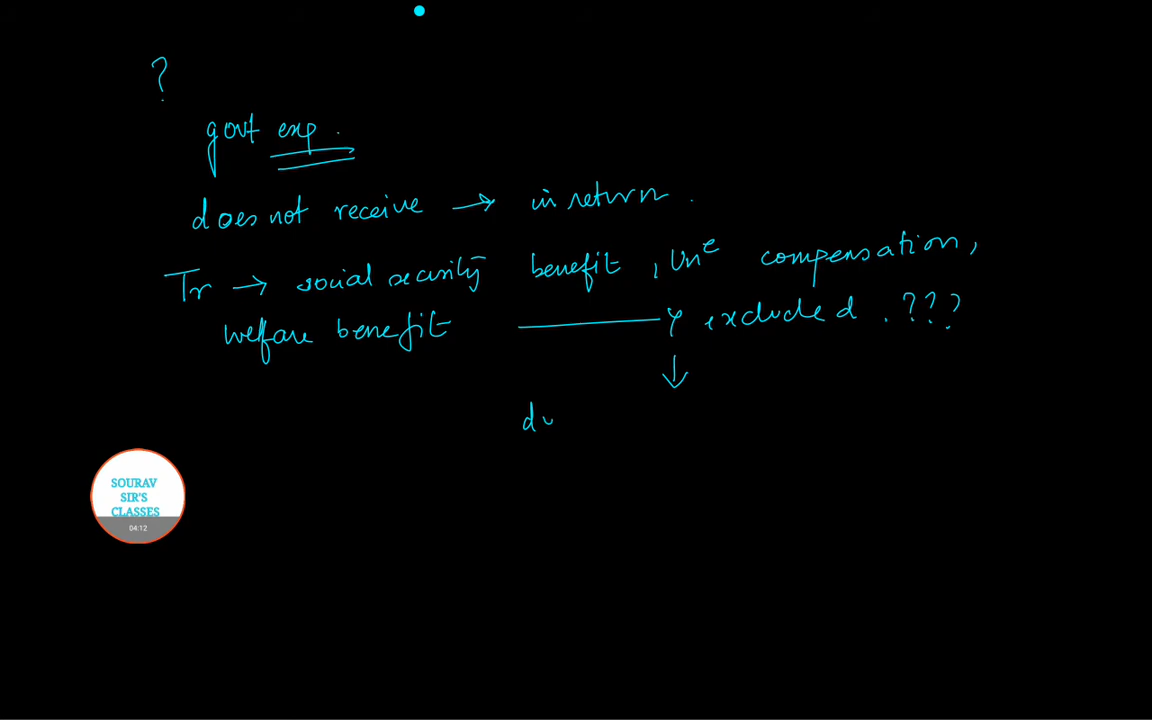 ?
govt exp.
does not receive → in return.
Tr → social security benefit, Unᵉ compensation,
welfare benefit excluded. ???
↓
du
SOURAV
SIR'S
CLASSES
04:12